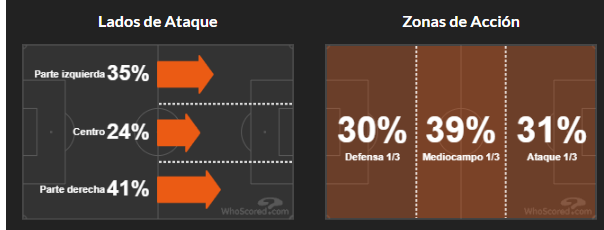 Lados de Ataque
Parte izquierda 35%
Centro 24%
Parte derecha 41%
WhoScored.com
Zonas de Acción
30%
Defensa 1/3
39%
Mediocampo 1/3
31%
Ataque 1/3
WhoScored.com